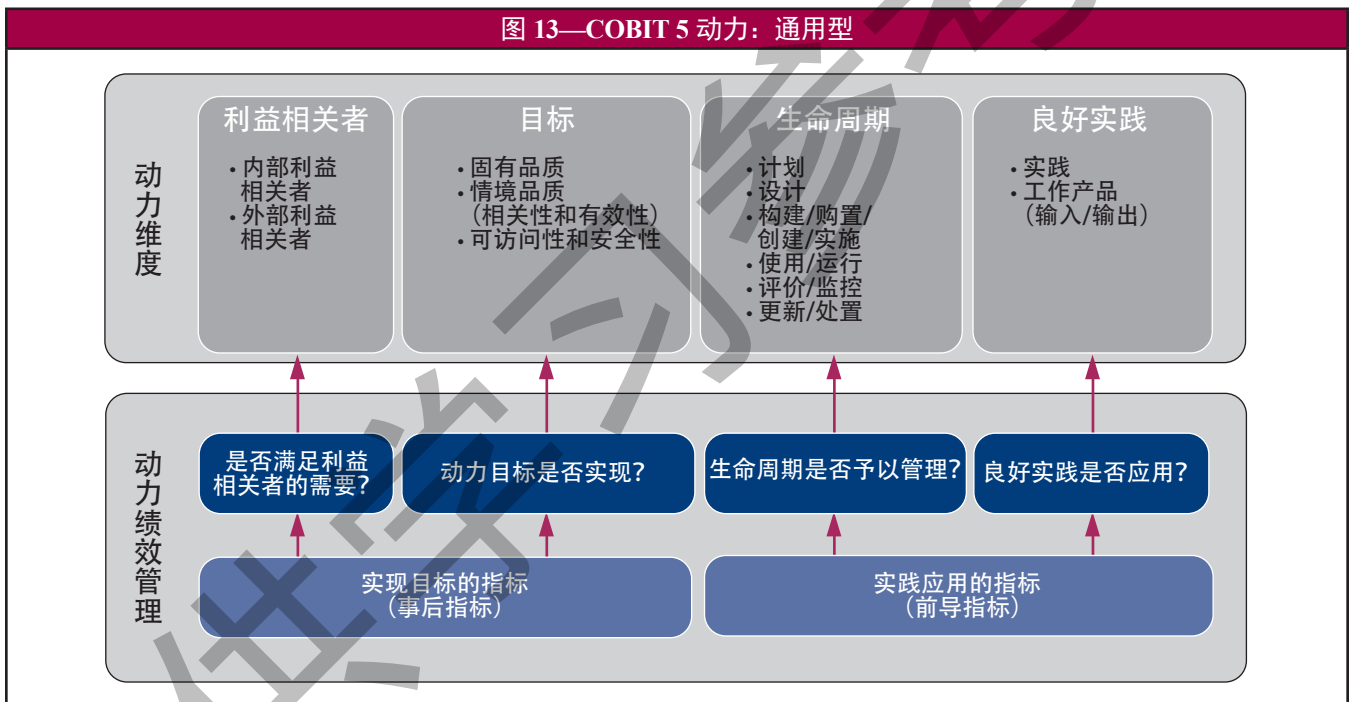 图 13—COBIT 5 动力：通用型
动力维度
利益相关者
• 内部利益
相关者
• 外部利益
相关者
目标
• 固有品质
• 情境品质
（相关性和有效性）
• 可访问性和安全性
生命周期
• 计划
• 设计
• 构建/购置/
创建/实施
• 使用/运行
• 评价/监控
• 更新/处置
良好实践
• 实践
• 工作产品
（输入/输出）
动力绩效管理
是否满足利益
相关者的需要？
动力目标是否实现？
生命周期是否予以管理？
良好实践是否应用？
实现目标的指标
（事后指标）
实践应用的指标
（前导指标）
仕学习参